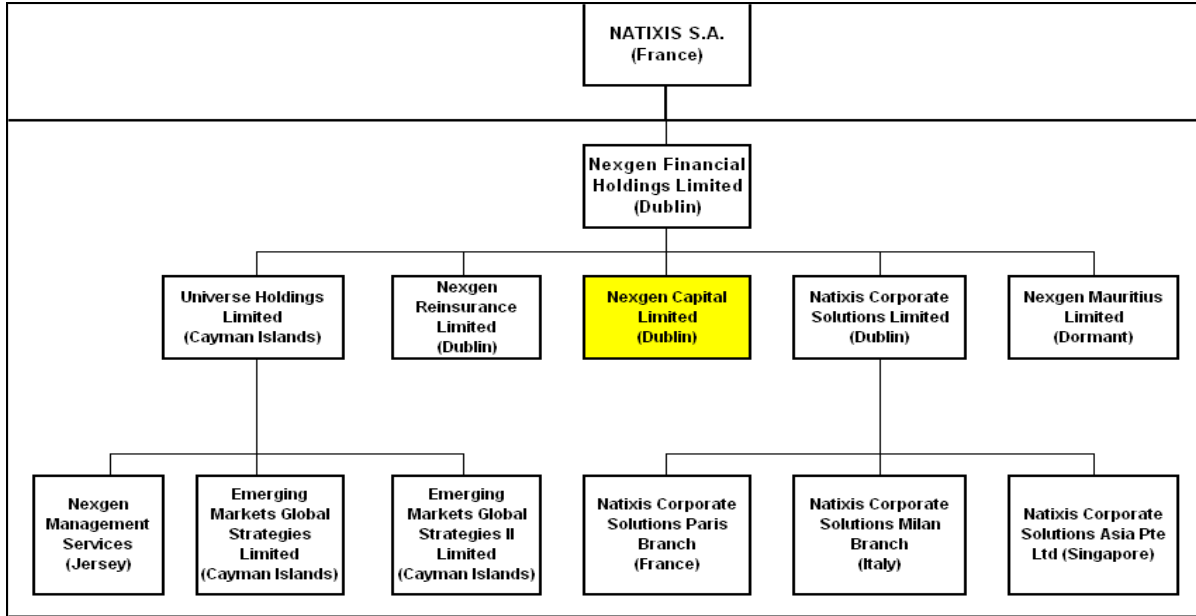 NATIXIS S.A.
(France)
Nexgen Financial
Holdings Limited
(Dublin)
Universe Holdings
Limited
(Cayman Islands)
Nexgen
Reinsurance
Limited
(Dublin)
Nexgen Capital
Limited
(Dublin)
Natixis Corporate
Solutions Limited
(Dublin)
Nexgen Mauritius
Limited
(Dormant)
Nexgen
Management
Services
(Jersey)
Emerging
Markets Global
Strategies
Limited
(Cayman Islands)
Emerging
Markets Global
Strategies II
Limited
(Cayman Islands)
Natixis Corporate
Solutions Paris
Branch
(France)
Natixis Corporate
Solutions Milan
Branch
(Italy)
Natixis Corporate
Solutions Asia Pte
Ltd (Singapore)